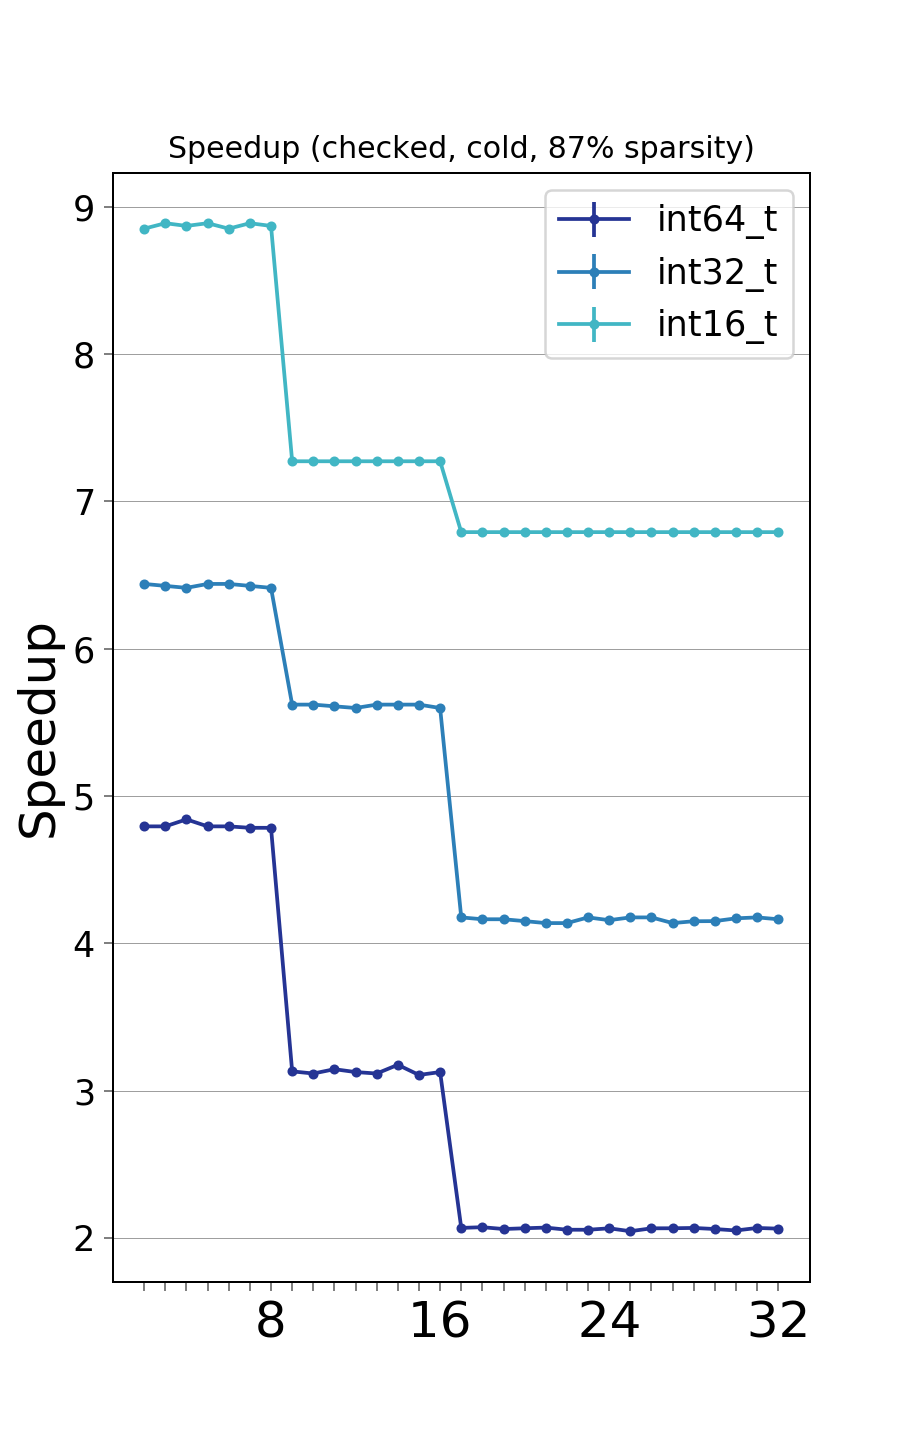 Speedup (checked, cold, 87% sparsity)
9
8
7
6
5
4
3
2
Speedup
int64_t
int32_t
int16_t
8 16 24 32